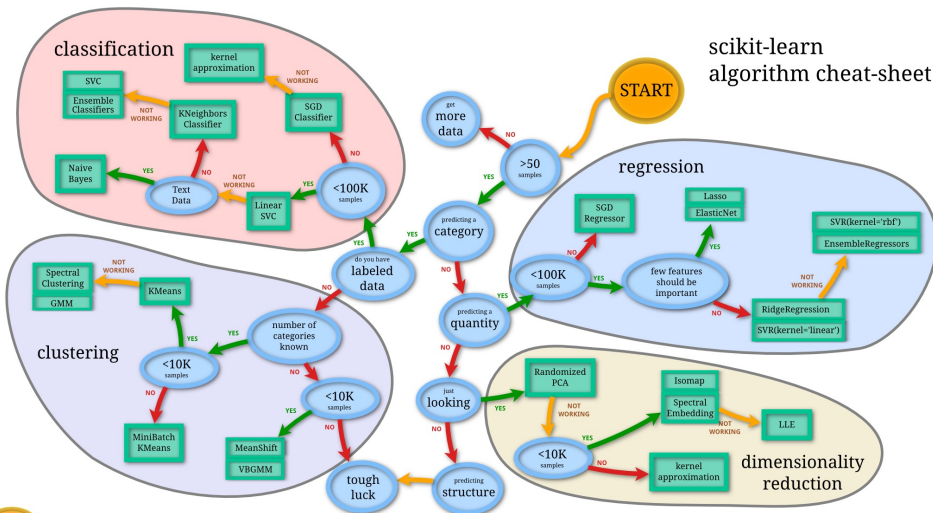 classification
kernel
approximation
NOT
WORKING
SVC
Ensemble
Classifiers
NOT
WORKING
KNeighbors
Classifier
SGD
Classifier
NO
Naive
Bayes
YES
Text
Data
NO
NOT
WORKING
Linear
SVC
YES
<100K
samples
YES
scikit-learn
algorithm cheat-sheet
START
get
more
data
NO
>50
samples
YES
predicting a
category
YES
NO
do you have
labeled
data
NO
predicting a
quantity
YES
NO
just
looking
YES
NO
predicting
structure
tough
luck
regression
SGD
Regressor
NO
<100K
samples
YES
few features
should be
important
YES
Lasso
ElasticNet
NO
RidgeRegression
SVR(kernel='linear')
NOT
WORKING
SVR(kernel='rbf')
EnsembleRegressors
clustering
Spectral
Clustering
GMM
NOT
WORKING
KMeans
YES
<10K
samples
YES
number of
categories
known
NO
NO
MiniBatch
KMeans
<10K
samples
YES
NO
MeanShift
VBGMM
Randomized
PCA
NOT
WORKING
<10K
samples
YES
NO
Isomap
Spectral
Embedding
NOT
WORKING
LLE
kernel
approximation
dimensionality
reduction